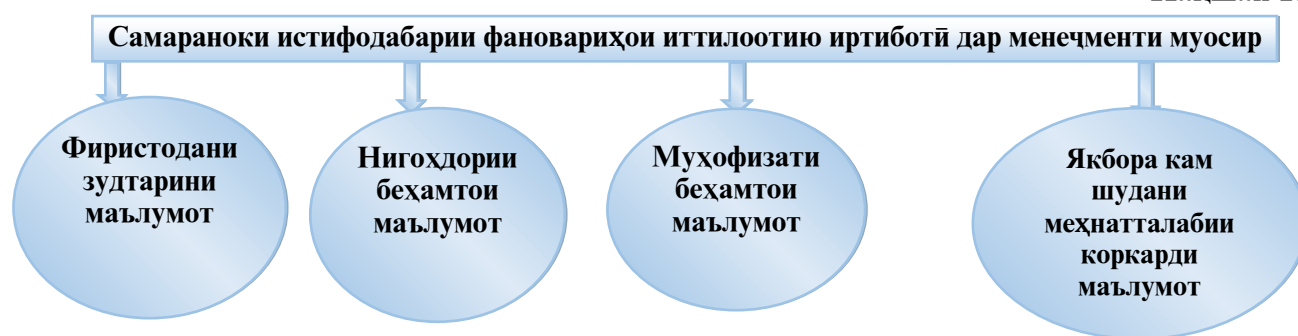 Самараноки истифодабарии фановариҳои иттилоотию иртиботӣ дар менеҷменти муосир
Фиристодани
зудтарини
маълумот
Нигоҳдории
беҳамтои
маълумот
Муҳофизати
беҳамтои
маълумот
Якбора кам
шудани
меҳнатталабии
коркарди
маълумот